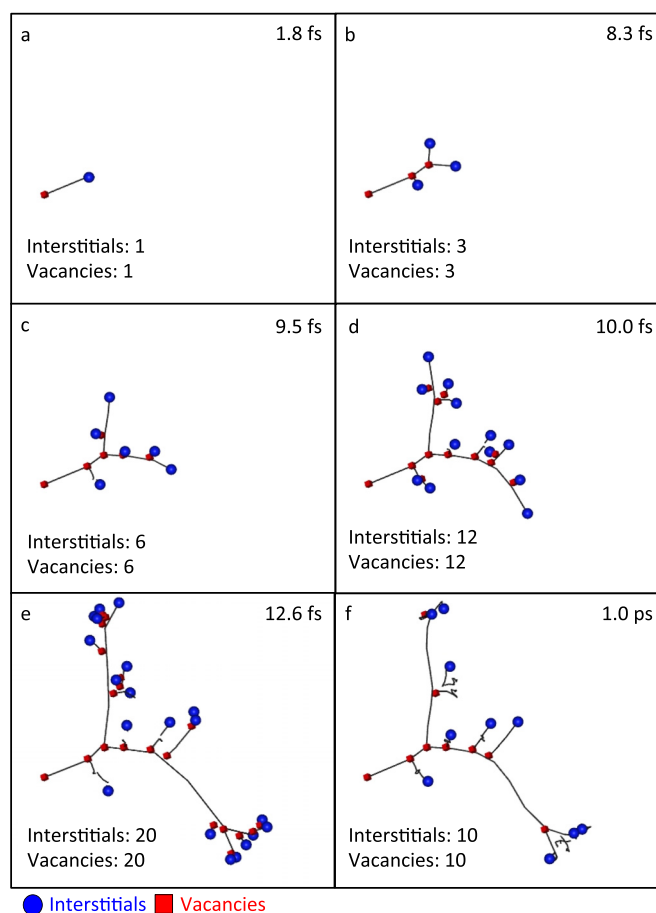 a 1.8 fs
Interstitials: 1
Vacancies: 1
b 8.3 fs
Interstitials: 3
Vacancies: 3
c 9.5 fs
Interstitials: 6
Vacancies: 6
d 10.0 fs
Interstitials: 12
Vacancies: 12
e 12.6 fs
Interstitials: 20
Vacancies: 20
f 1.0 ps
Interstitials: 10
Vacancies: 10
Interstitials Vacancies